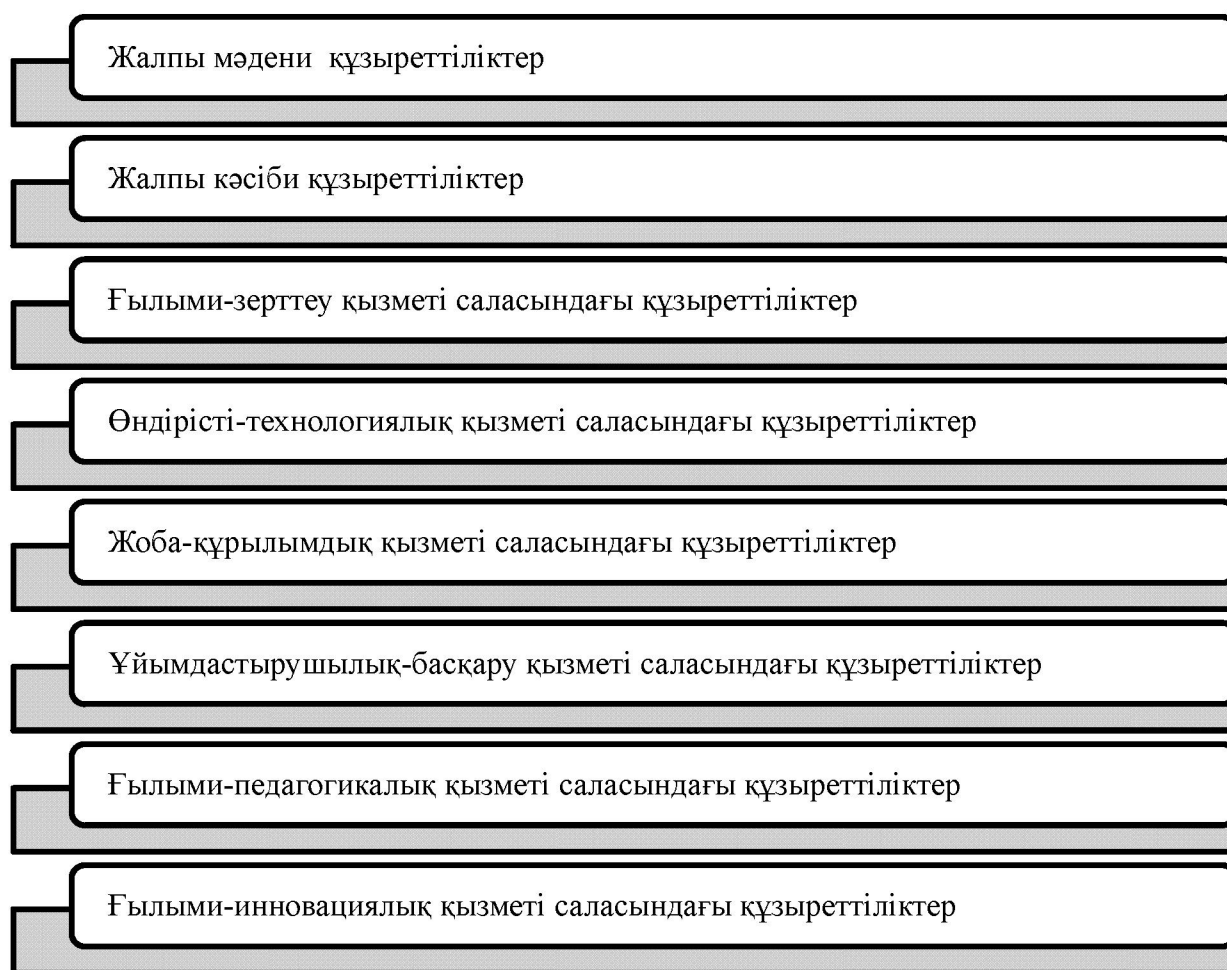 Жалпы мәдени  құзыреттіліктер
Жалпы кәсіби құзыреттіліктер
Ғылыми-зерттеу қызметі саласындағы құзыреттіліктер
Өндірісті-технологиялық қызметі саласындағы құзыреттіліктер
Жоба-құрылымдық қызметі саласындағы құзыреттіліктер
Ұйымдастырушылық-басқару қызметі саласындағы құзыреттіліктер
Ғылыми-педагогикалық қызметі саласындағы құзыреттіліктер
Ғылыми-инновациялық қызметі саласындағы құзыреттіліктер